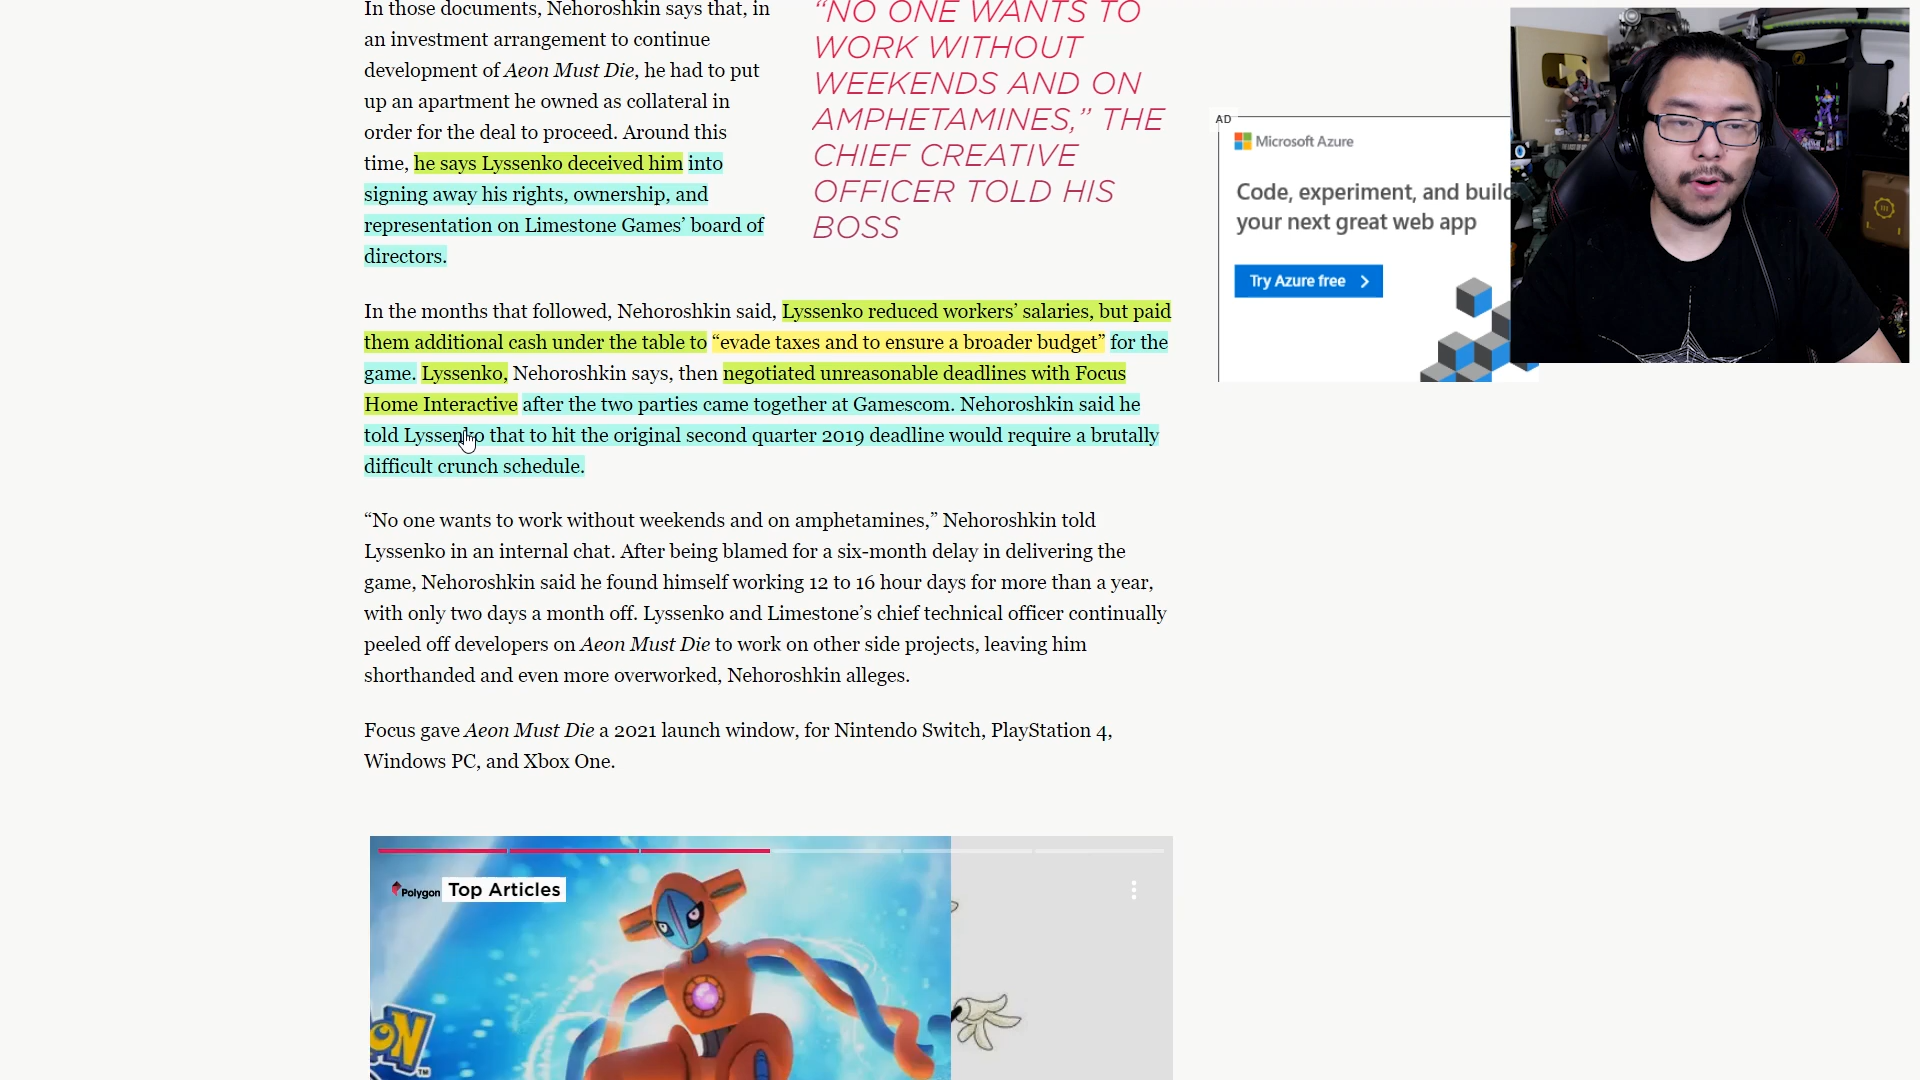 In those documents, Nehoroshkin says that, in
an investment arrangement to continue
development of Aeon Must Die, he had to put
up an apartment he owned as collateral in
order for the deal to proceed. Around this
time, he says Lyssenko deceived him into
signing away his rights, ownership, and
representation on Limestone Games’ board of
directors.
“NO ONE WANTS TO
WORK WITHOUT
WEEKENDS AND ON
AMPHETAMINES,” THE
CHIEF CREATIVE
OFFICER TOLD HIS
BOSS
In the months that followed, Nehoroshkin said, Lyssenko reduced workers’ salaries, but paid
them additional cash under the table to “evade taxes and to ensure a broader budget” for the
game. Lyssenko, Nehoroshkin says, then negotiated unreasonable deadlines with Focus
Home Interactive after the two parties came together at Gamescom. Nehoroshkin said he
told Lyssenko that to hit the original second quarter 2019 deadline would require a brutally
difficult crunch schedule.
“No one wants to work without weekends and on amphetamines,” Nehoroshkin told
Lyssenko in an internal chat. After being blamed for a six-month delay in delivering the
game, Nehoroshkin said he found himself working 12 to 16 hour days for more than a year,
with only two days a month off. Lyssenko and Limestone’s chief technical officer continually
peeled off developers on Aeon Must Die to work on other side projects, leaving him
shorthanded and even more overworked, Nehoroshkin alleges.
Focus gave Aeon Must Die a 2021 launch window, for Nintendo Switch, PlayStation 4,
Windows PC, and Xbox One.
Polygon Top Articles
ON
TM
AD
Microsoft Azure
Code, experiment, and build
your next great web app
Try Azure free